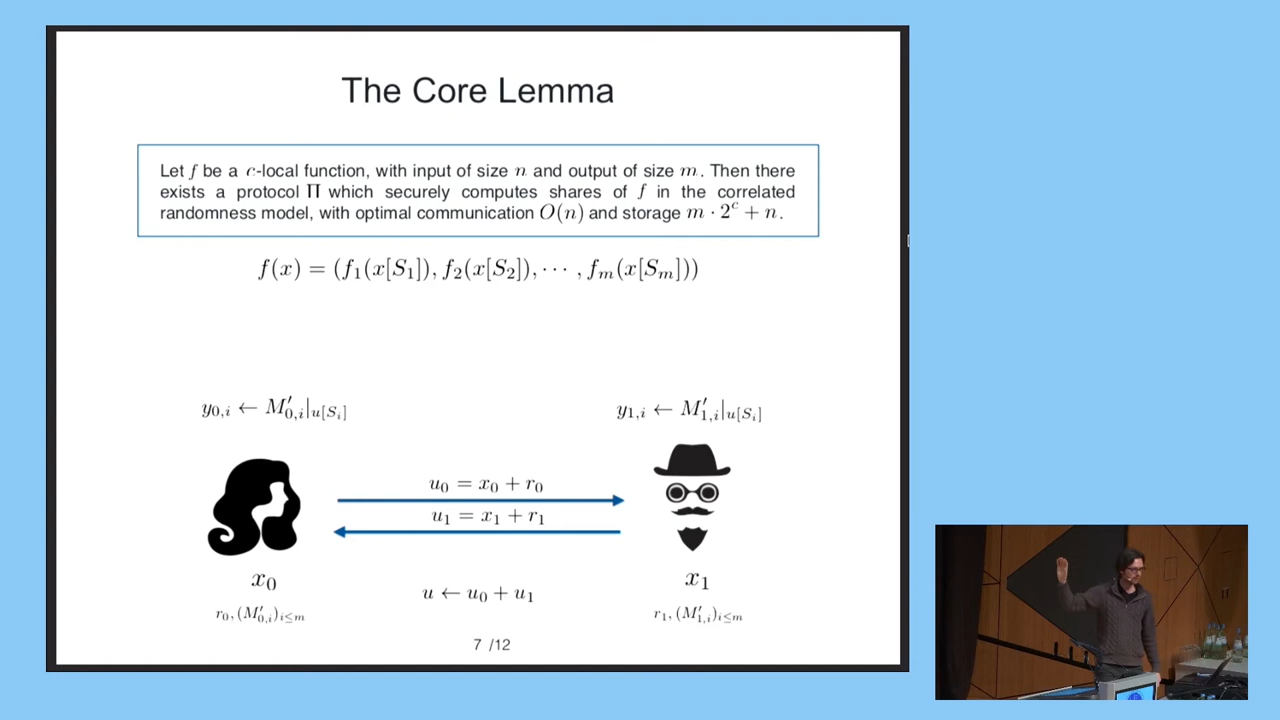 The Core Lemma
Let f be a c-local function, with input of size n and output of size m. Then there
exists a protocol Π which securely computes shares of f in the correlated
randomness model, with optimal communication O(n) and storage m · 2^c + n.
f(x) = (f_1(x[S_1]), f_2(x[S_2]), ··· , f_m(x[S_m]))
y_{0,i} ← M′_{0,i}|_{u[S_i]}
y_{1,i} ← M′_{1,i}|_{u[S_i]}
u_0 = x_0 + r_0
u_1 = x_1 + r_1
x_0
x_1
u ← u_0 + u_1
r_0, (M′_{0,i})_{i≤m}
r_1, (M′_{1,i})_{i≤m}
7 /12